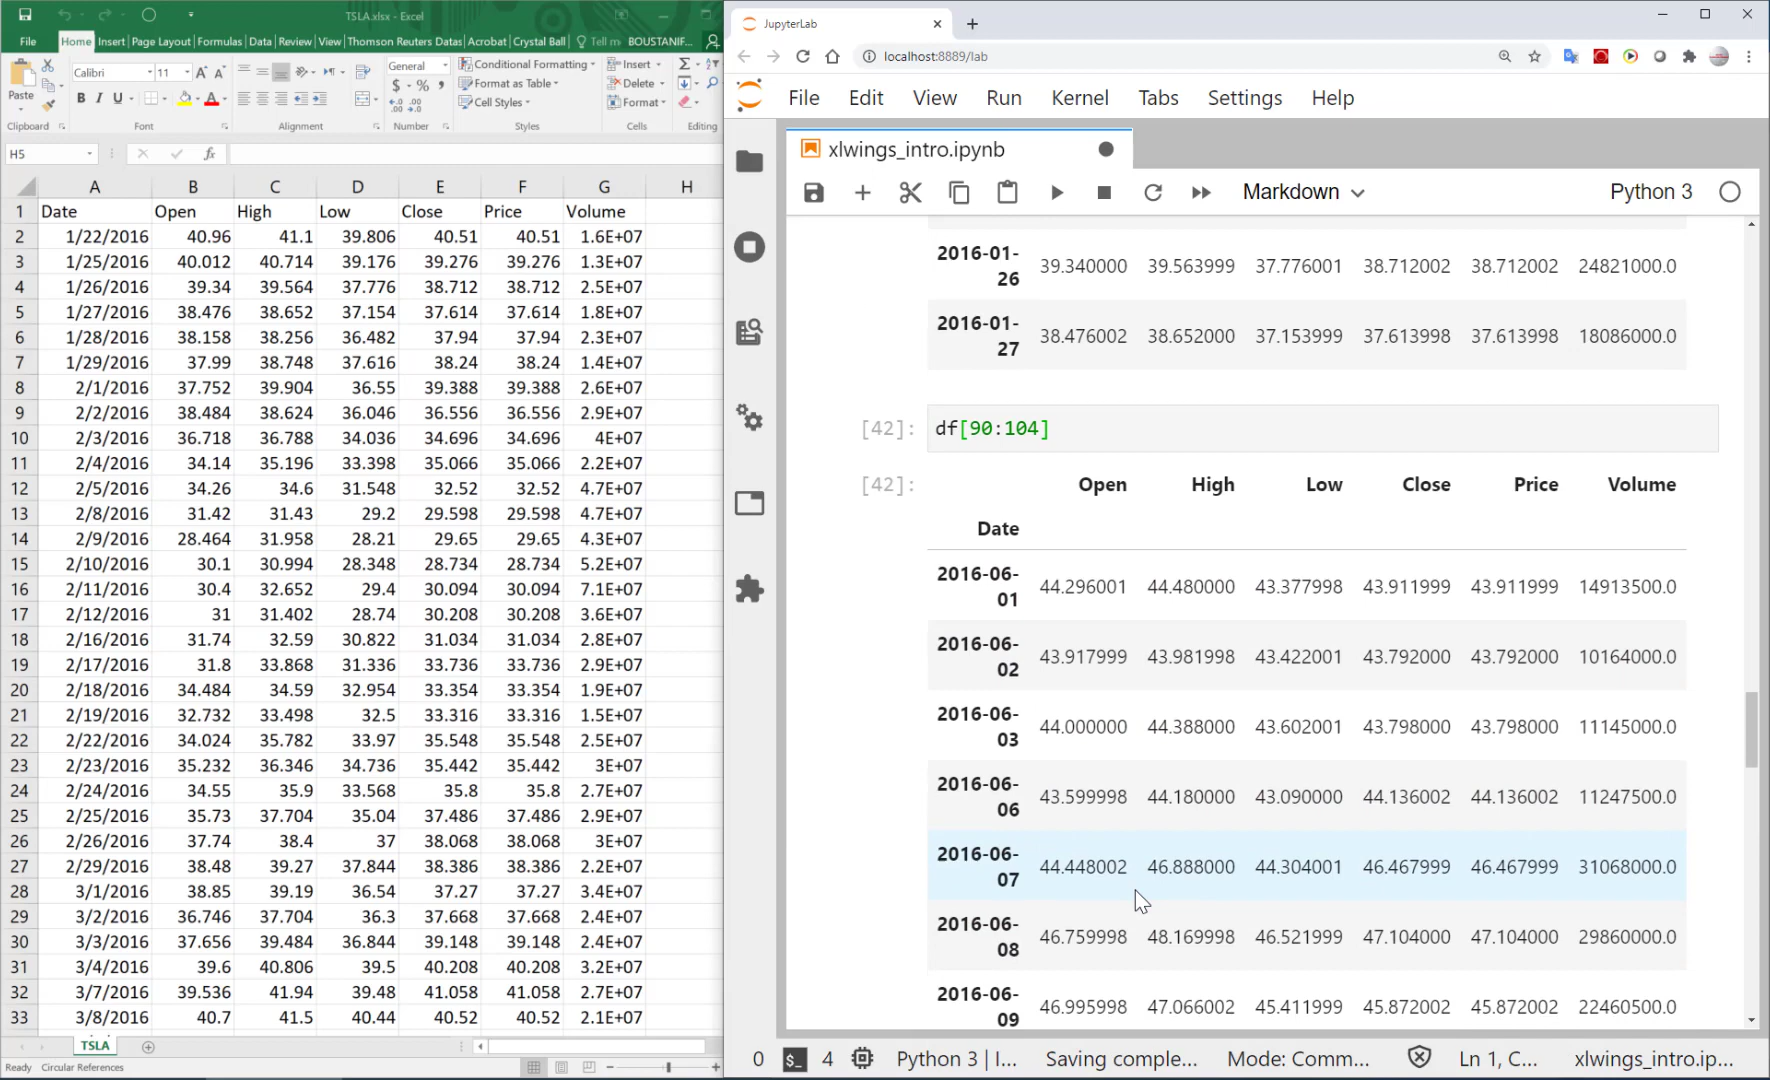 TSLA.xlsx - Excel
File Home Insert Page Layout Formulas Data Review View Thomson Reuters Datas Acrobat Crystal Ball Tell m BOUSTANIF...
Paste
Calibri 11
B I U
General
$ % ,
Conditional Formatting
Format as Table
Cell Styles
Insert
Delete
Format
Clipboard Font Alignment Number Styles Cells Editing
H5 fx
A B C D E F G H
1 Date Open High Low Close Price Volume
2 1/22/2016 40.96 41.1 39.806 40.51 40.51 1.6E+07
3 1/25/2016 40.012 40.714 39.176 39.276 39.276 1.3E+07
4 1/26/2016 39.34 39.564 37.776 38.712 38.712 2.5E+07
5 1/27/2016 38.476 38.652 37.154 37.614 37.614 1.8E+07
6 1/28/2016 38.158 38.256 36.482 37.94 37.94 2.3E+07
7 1/29/2016 37.99 38.748 37.616 38.24 38.24 1.4E+07
8 2/1/2016 37.752 39.904 36.55 39.388 39.388 2.6E+07
9 2/2/2016 38.484 38.624 36.046 36.556 36.556 2.9E+07
10 2/3/2016 36.718 36.788 34.036 34.696 34.696 4E+07
11 2/4/2016 34.14 35.196 33.398 35.066 35.066 2.2E+07
12 2/5/2016 34.26 34.6 31.548 32.52 32.52 4.7E+07
13 2/8/2016 31.42 31.43 29.2 29.598 29.598 4.7E+07
14 2/9/2016 28.464 31.958 28.21 29.65 29.65 4.3E+07
15 2/10/2016 30.1 30.994 28.348 28.734 28.734 5.2E+07
16 2/11/2016 30.4 32.652 29.4 30.094 30.094 7.1E+07
17 2/12/2016 31 31.402 28.74 30.208 30.208 3.6E+07
18 2/16/2016 31.74 32.59 30.822 31.034 31.034 2.8E+07
19 2/17/2016 31.8 33.868 31.336 33.736 33.736 2.9E+07
20 2/18/2016 34.484 34.59 32.954 33.354 33.354 1.9E+07
21 2/19/2016 32.732 33.498 32.5 33.316 33.316 1.5E+07
22 2/22/2016 34.024 35.782 33.97 35.548 35.548 2.5E+07
23 2/23/2016 35.232 36.346 34.736 35.442 35.442 3E+07
24 2/24/2016 34.55 35.9 33.568 35.8 35.8 2.7E+07
25 2/25/2016 35.73 37.704 35.04 37.486 37.486 2.9E+07
26 2/26/2016 37.74 38.4 37 38.068 38.068 3E+07
27 2/29/2016 38.48 39.27 37.844 38.386 38.386 2.2E+07
28 3/1/2016 38.85 39.19 36.54 37.27 37.27 3.4E+07
29 3/2/2016 36.746 37.704 36.3 37.668 37.668 2.4E+07
30 3/3/2016 37.656 39.484 36.844 39.148 39.148 2.4E+07
31 3/4/2016 39.6 40.806 39.5 40.208 40.208 3.2E+07
32 3/7/2016 39.536 41.94 39.48 41.058 41.058 2.7E+07
33 3/8/2016 40.7 41.5 40.44 40.52 40.52 2.1E+07
TSLA
Ready Circular References
JupyterLab
localhost:8889/lab
File Edit View Run Kernel Tabs Settings Help
xlwings_intro.ipynb
Markdown Python 3
2016-01-
26 39.340000 39.563999 37.776001 38.712002 38.712002 24821000.0
2016-01-
27 38.476002 38.652000 37.153999 37.613998 37.613998 18086000.0
[42]: df[90:104]
[42]: Open High Low Close Price Volume
Date
2016-06-
01 44.296001 44.480000 43.377998 43.911999 43.911999 14913500.0
2016-06-
02 43.917999 43.981998 43.422001 43.792000 43.792000 10164000.0
2016-06-
03 44.000000 44.388000 43.602001 43.798000 43.798000 11145000.0
2016-06-
06 43.599998 44.180000 43.090000 44.136002 44.136002 11247500.0
2016-06-
07 44.448002 46.888000 44.304001 46.467999 46.467999 31068000.0
2016-06-
08 46.759998 48.169998 46.521999 47.104000 47.104000 29860000.0
2016-06-
09 46.995998 47.066002 45.411999 45.872002 45.872002 22460500.0
0 4 Python 3 | I... Saving comple... Mode: Comm... Ln 1, C... xlwings_intro.ip...